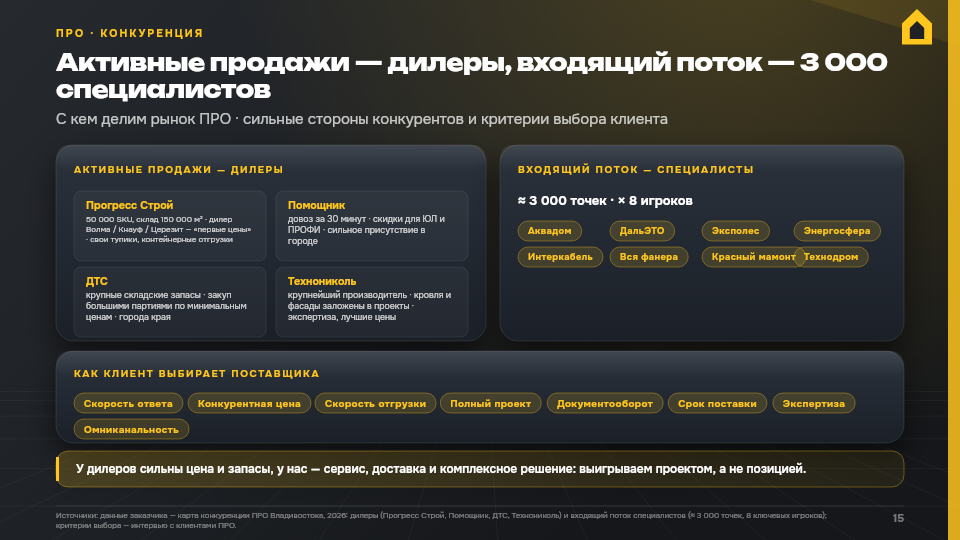 ПРО · КОНКУРЕНЦИЯ
Активные продажи — дилеры, входящий поток — 3 000
специалистов
С кем делим рынок ПРО · сильные стороны конкурентов и критерии выбора клиента
АКТИВНЫЕ ПРОДАЖИ — ДИЛЕРЫ
Прогресс Строй
50 000 SKU, склад 150 000 м² · дилер
Волма / Кнауф / Церезит — «первые цены»
· свои тупики, контейнерные отгрузки
Помощник
довоз за 30 минут · скидки для ЮЛ и
ПРОФИ · сильное присутствие в
городе
ДТС
крупные складские запасы · закуп
большими партиями по минимальным
ценам · города края
Технониколь
крупнейший производитель · кровля и
фасады заложены в проекты ·
экспертиза, лучшие цены
ВХОДЯЩИЙ ПОТОК — СПЕЦИАЛИСТЫ
≈ 3 000 точек · × 8 игроков
Аквадом ДальЭТО Эксполес Энергосфера
Интеркабель Вся фанера Красный мамонт Технодром
КАК КЛИЕНТ ВЫБИРАЕТ ПОСТАВЩИКА
Скорость ответа Конкурентная цена Скорость отгрузки Полный проект Документооборот Срок поставки Экспертиза
Омниканальность
У дилеров сильны цена и запасы, у нас — сервис, доставка и комплексное решение: выигрываем проектом, а не позицией.
Источники: данные заказчика — карта конкуренции ПРО Владивостока, 2026: дилеры (Прогресс Строй, Помощник, ДТС, Технониколь) и входящий поток специалистов (≈ 3 000 точек, 8 ключевых игроков);
критерии выбора — интервью с клиентами ПРО.
15